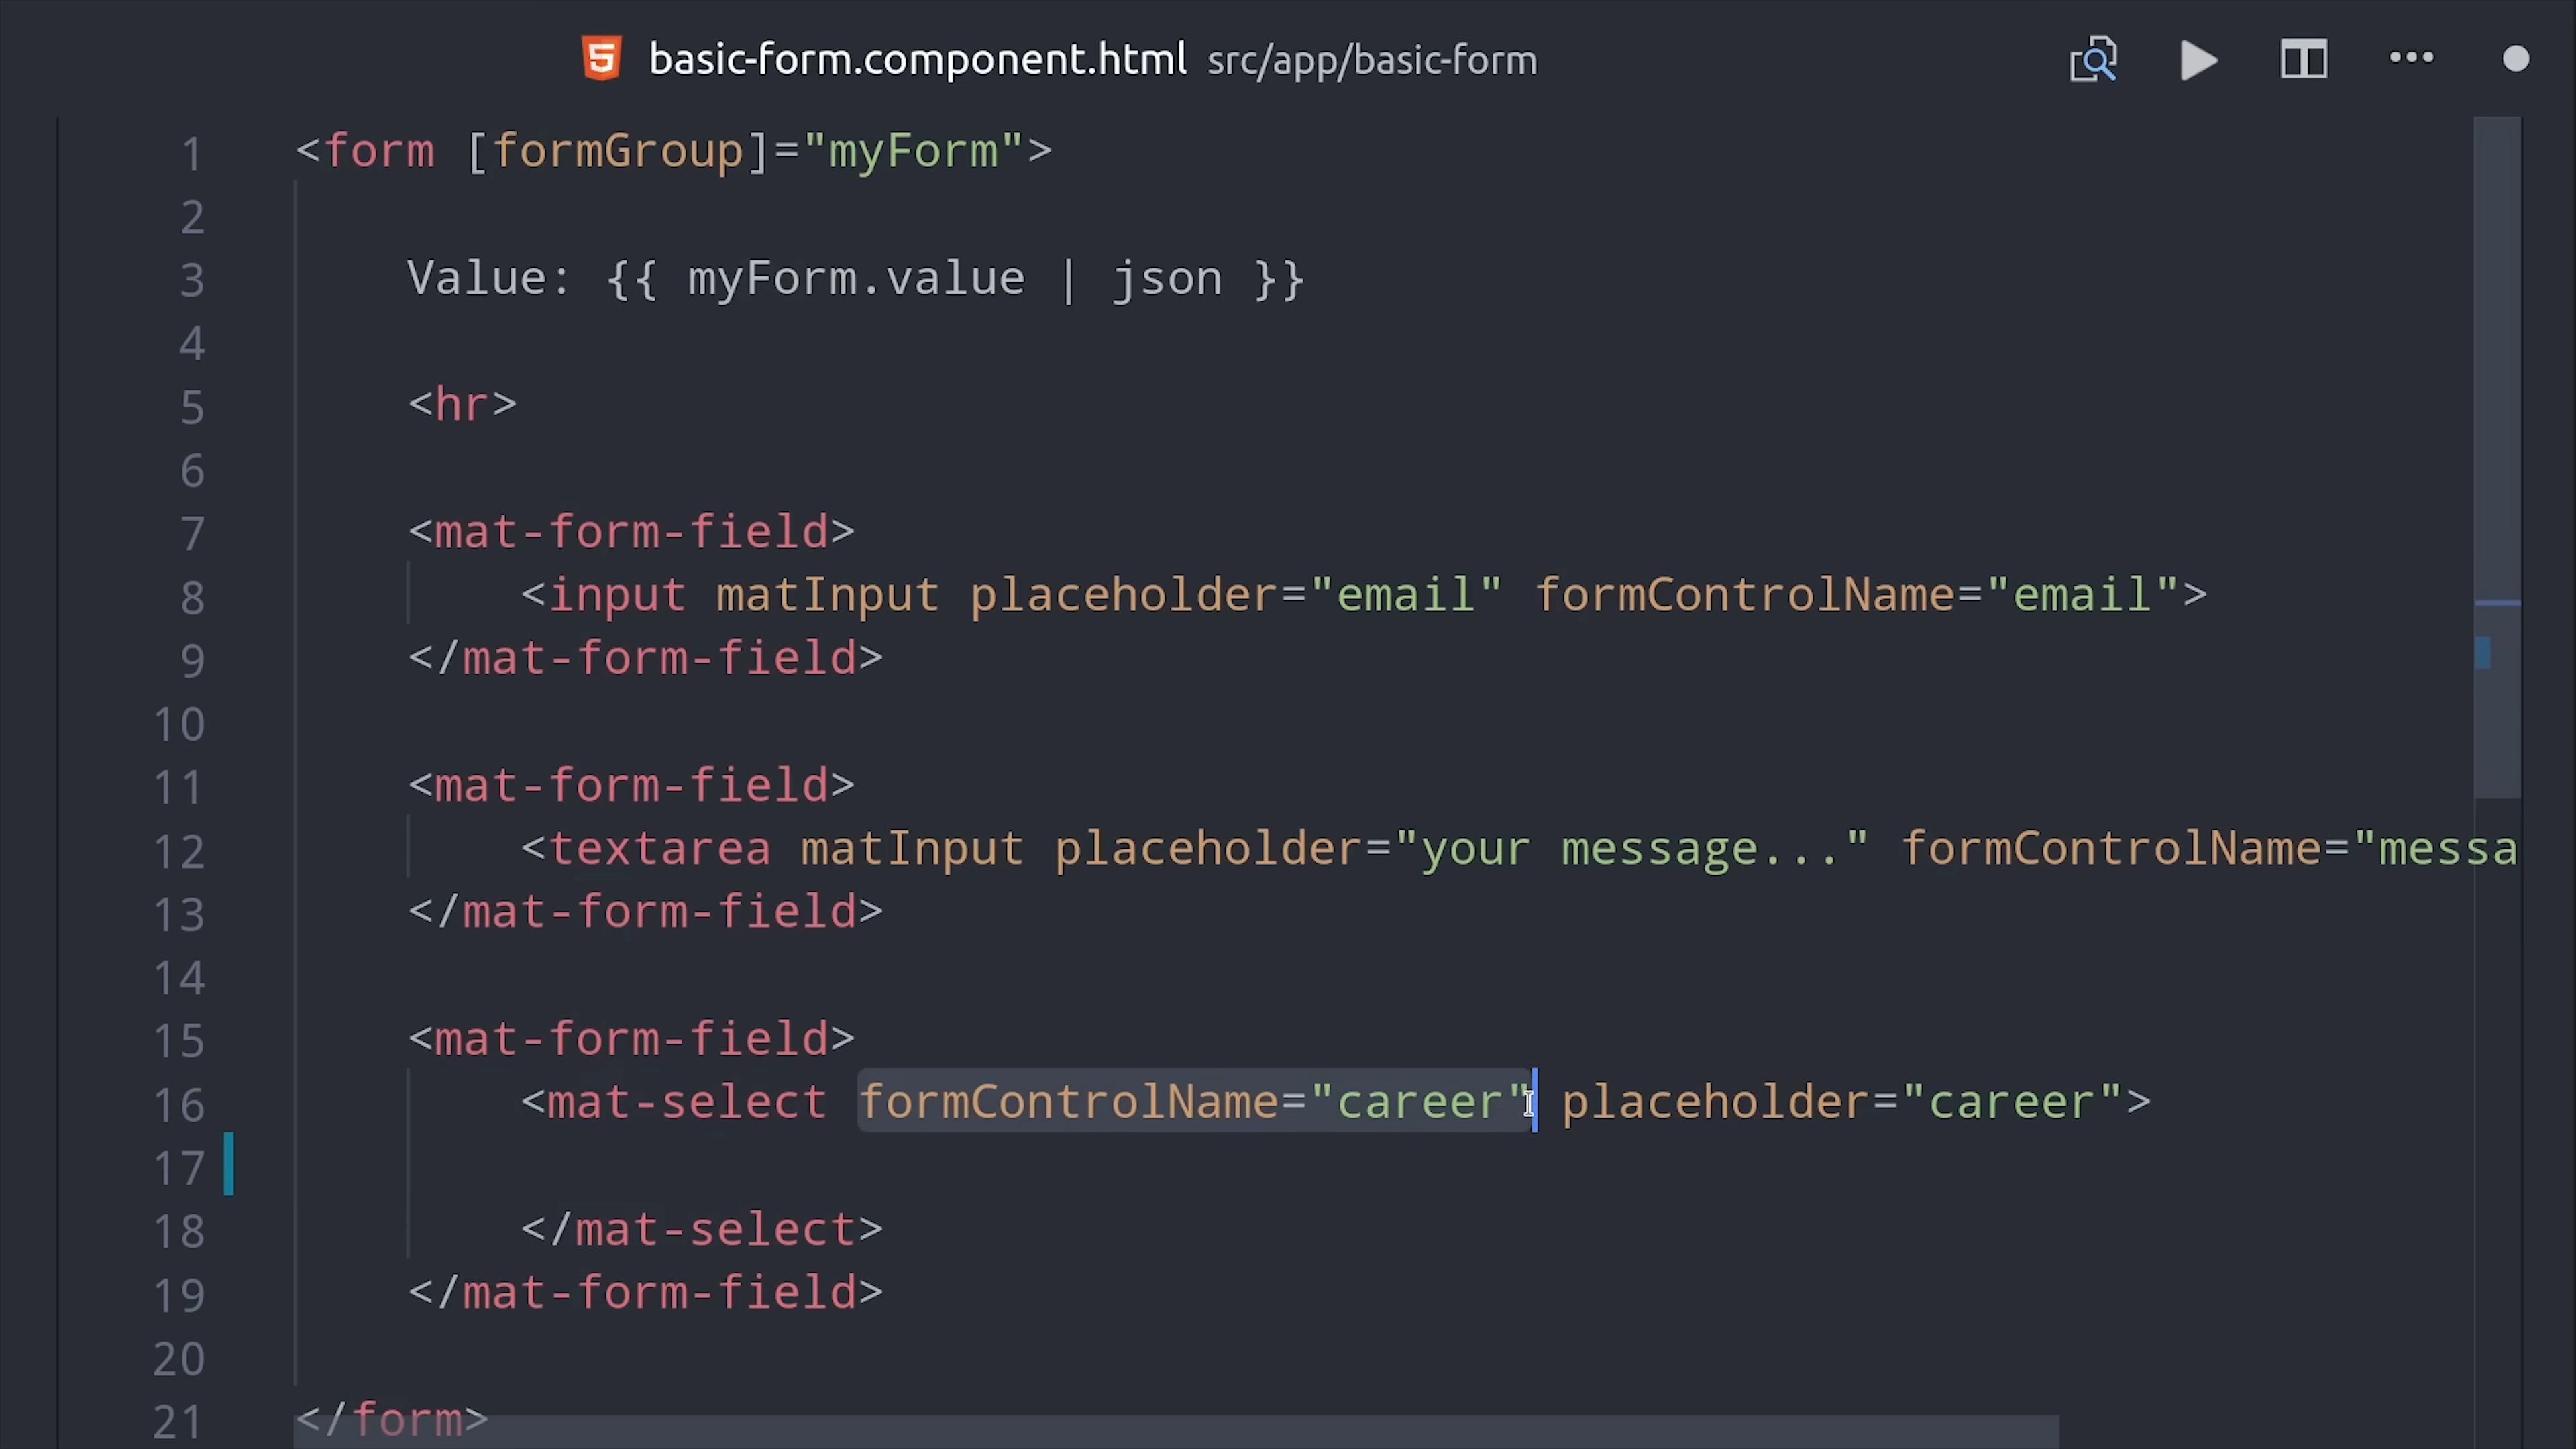 basic-form.component.html src/app/basic-form
1 <form [formGroup]="myForm">
2
3 Value: {{ myForm.value | json }}
4
5 <hr>
6
7 <mat-form-field>
8 <input matInput placeholder="email" formControlName="email">
9 </mat-form-field>
10
11 <mat-form-field>
12 <textarea matInput placeholder="your message..." formControlName="messa
13 </mat-form-field>
14
15 <mat-form-field>
16 <mat-select formControlName="career" placeholder="career">
17
18 </mat-select>
19 </mat-form-field>
20
21 </form>